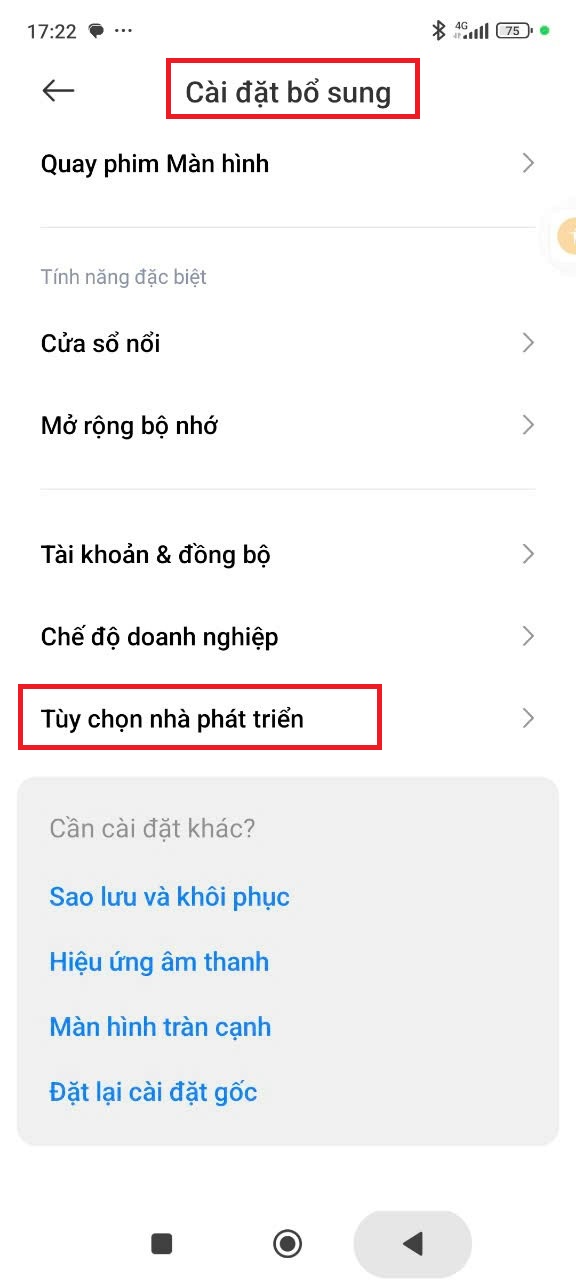 17:22
4G
75
Cài đặt bổ sung
Quay phim Màn hình
Tính năng đặc biệt
Cửa sổ nổi
Mở rộng bộ nhớ
Tài khoản & đồng bộ
Chế độ doanh nghiệp
Tùy chọn nhà phát triển
Cần cài đặt khác?
Sao lưu và khôi phục
Hiệu ứng âm thanh
Màn hình tràn cạnh
Đặt lại cài đặt gốc